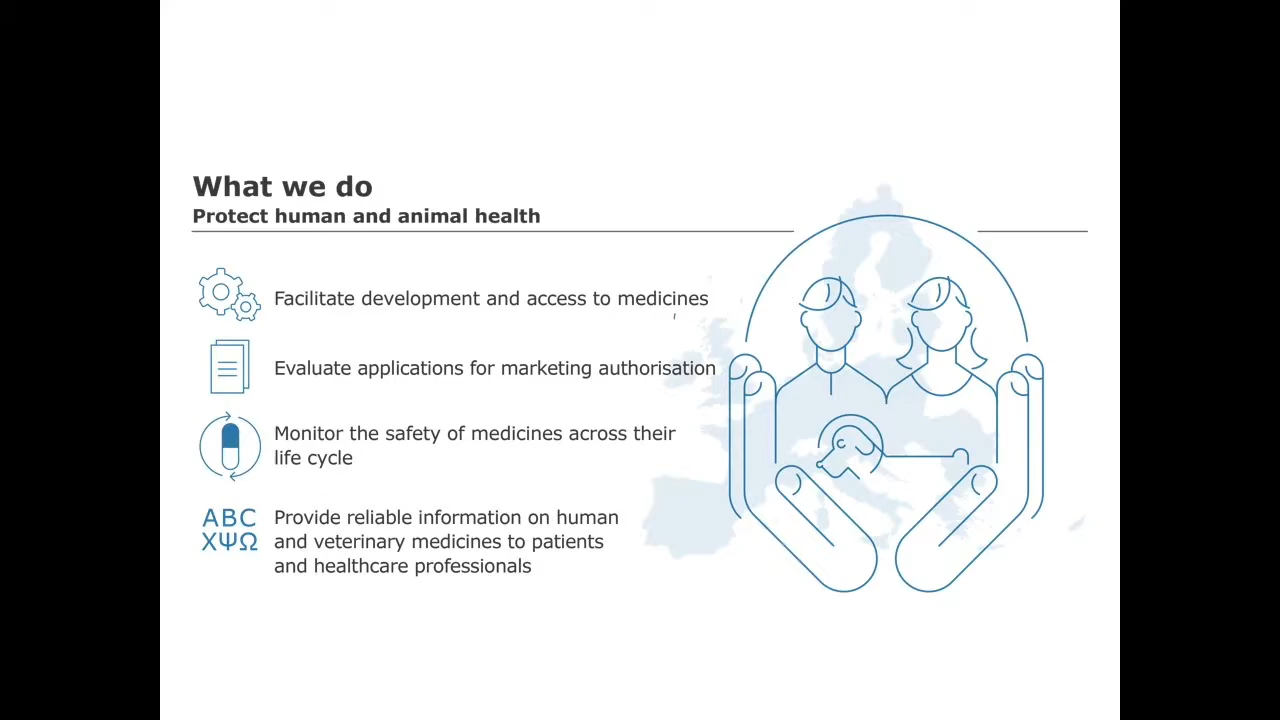 What we do
Protect human and animal health
Facilitate development and access to medicines
Evaluate applications for marketing authorisation
Monitor the safety of medicines across their
life cycle
ABC
ΧΨΩ
Provide reliable information on human
and veterinary medicines to patients
and healthcare professionals